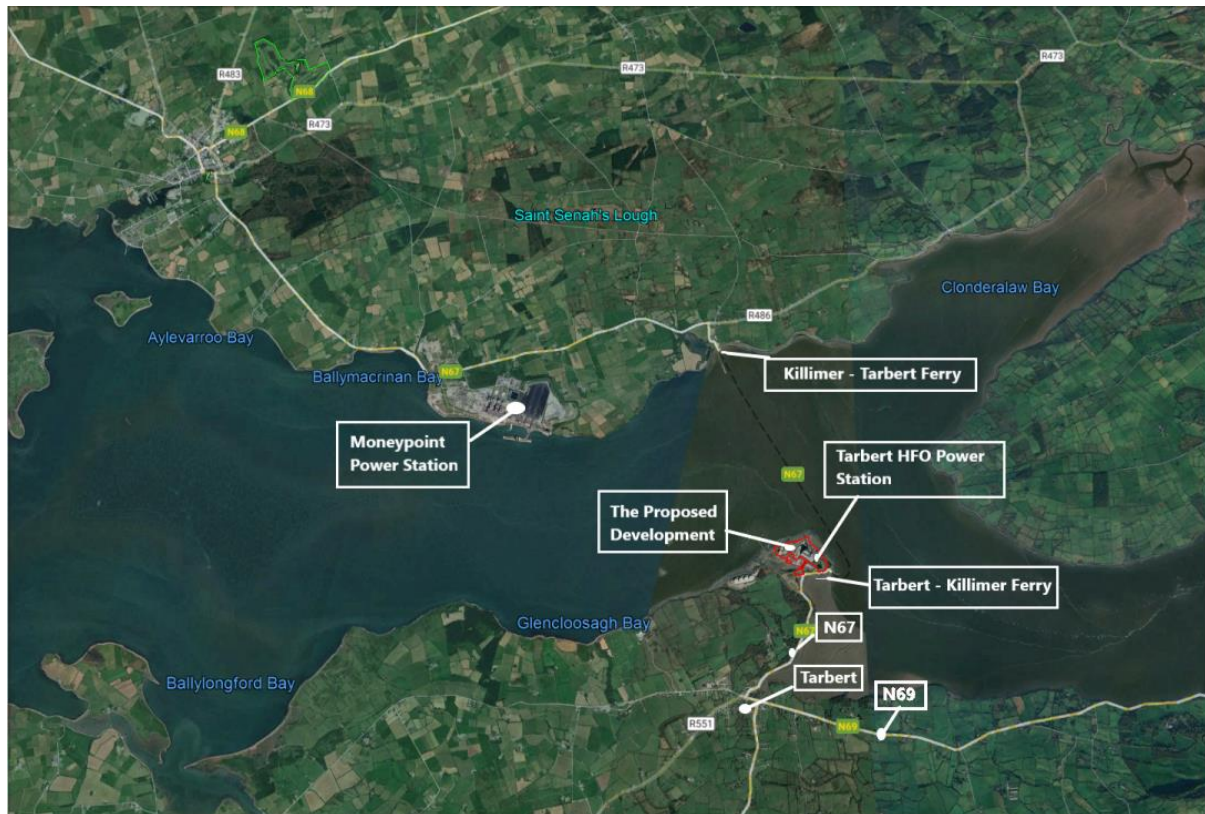 R483
N68
R473
R473
N68
R473
Saint Senah's Lough
Clonderalaw Bay
R486
Aylevarroo Bay
Killimer - Tarbert Ferry
N67
Ballymacrinan Bay
Moneypoint
Power Station
Tarbert HFO Power
Station
N67
The Proposed
Development
Tarbert - Killimer Ferry
Glencloosagh Bay
N67
N67
Tarbert
Ballylongford Bay
N69
R551
N69